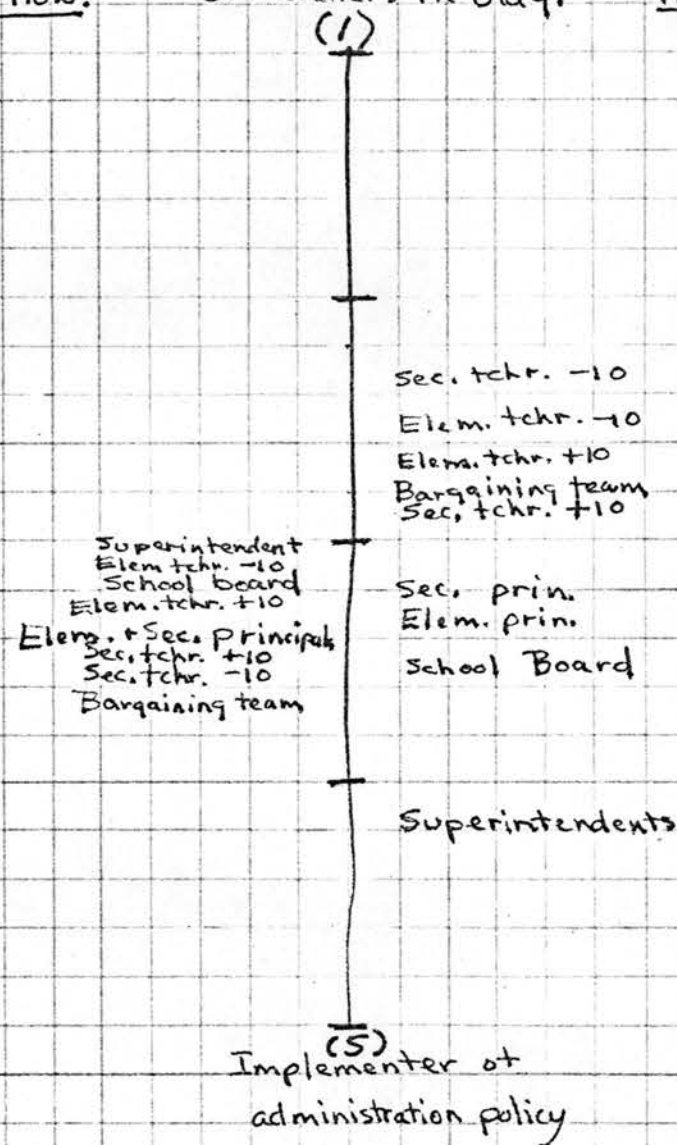 (1)
Sec. tchr. -10
Elem. tchr. -10
Elem. tchr. +10
Bargaining team
Sec. tchr. +10
Superintendent
Elem tchr. -10
School board
Elem. tchr. +10
Elem. + Sec. Principals
Sec. tchr. +10
Sec. tchr. -10
Bargaining team
Sec. prin.
Elem. prin.
School Board
Superintendents
(5)
Implementer of
administration policy